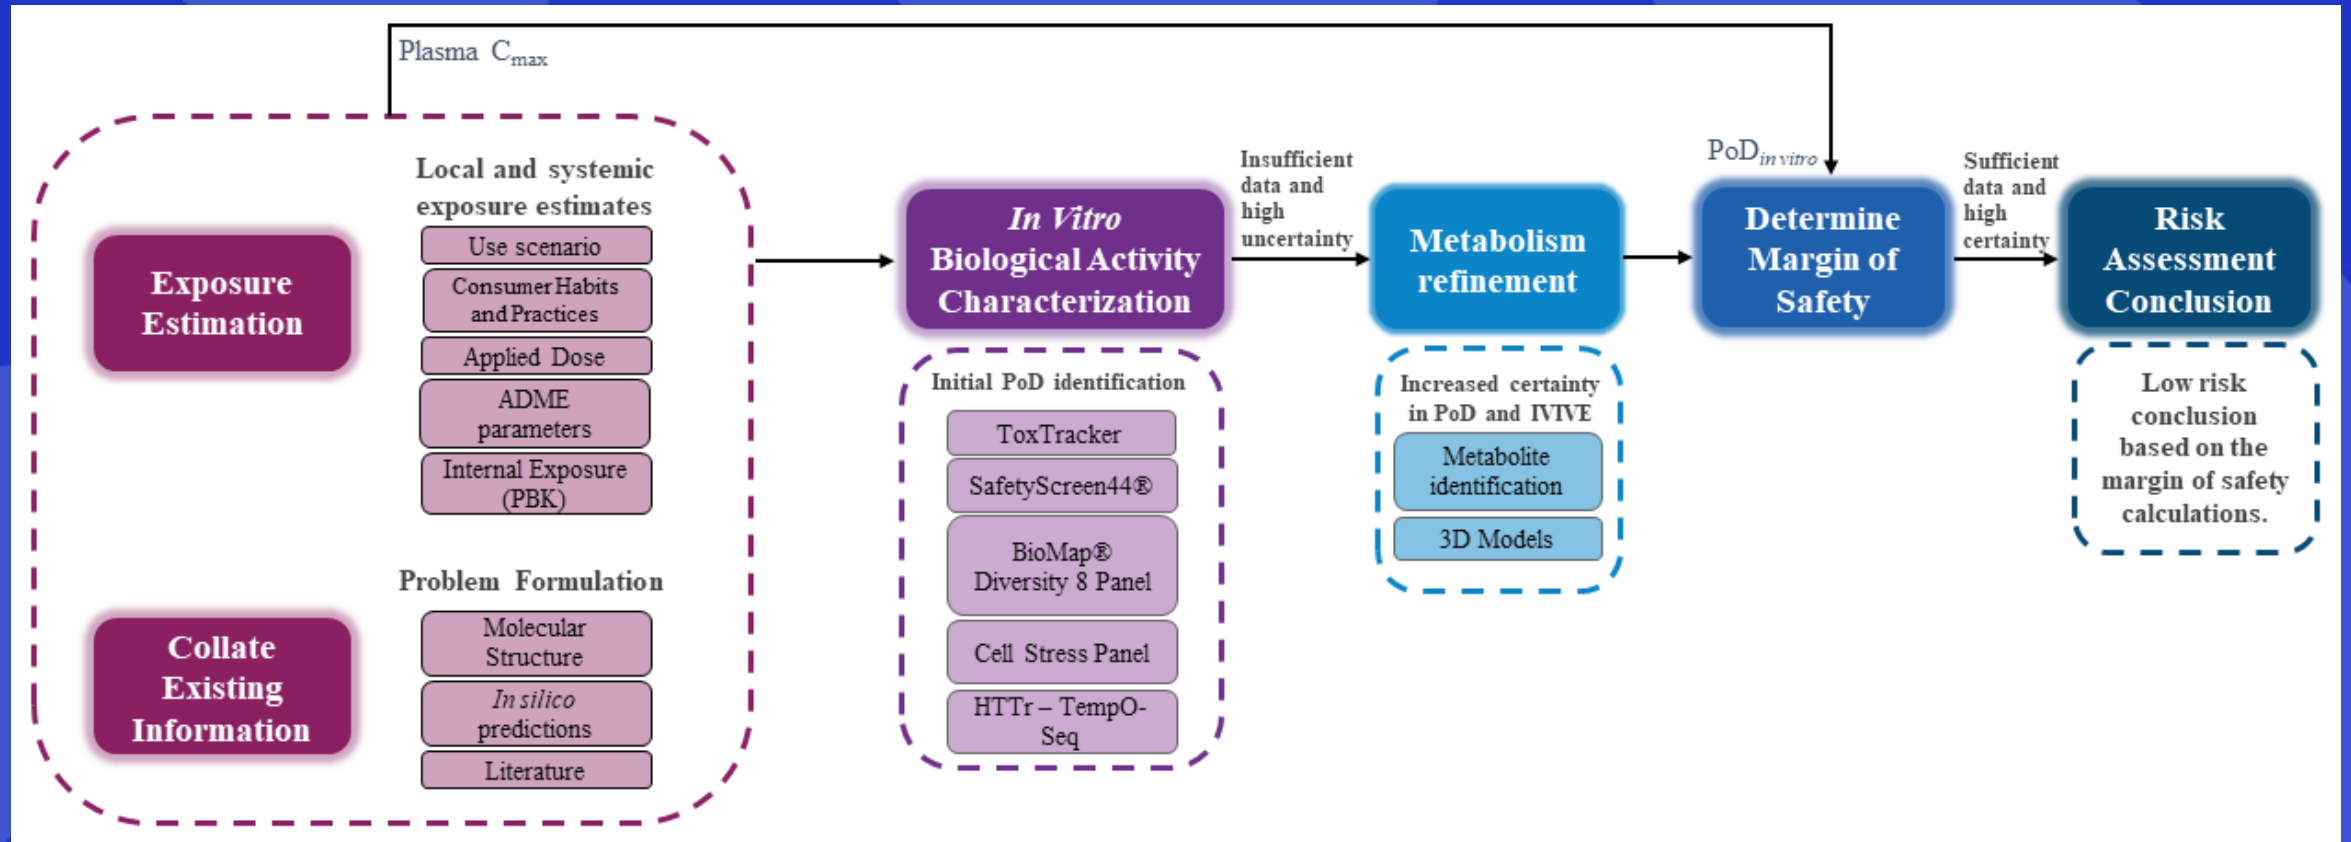 Plasma Cmax
Local and systemic
exposure estimates
Exposure
Estimation
Use scenario
Consumer Habits
and Practices
Applied Dose
ADME
parameters
Internal Exposure
(PBK)
Problem Formulation
Collate
Existing
Information
Molecular
Structure
In silico
predictions
Literature
In Vitro
Biological Activity
Characterization
Initial PoD identification
ToxTracker
SafetyScreen44®
BioMap®
Diversity 8 Panel
Cell Stress Panel
HTTr – TempO-
Seq
Insufficient
data and
high
uncertainty
Metabolism
refinement
Increased certainty
in PoD and IVIVE
Metabolite
identification
3D Models
PoDin vitro
Determine
Margin of
Safety
Sufficient
data and
high
certainty
Risk
Assessment
Conclusion
Low risk
conclusion
based on the
margin of safety
calculations.